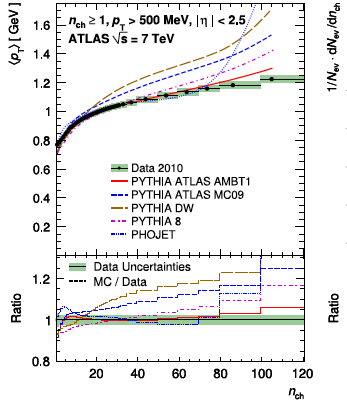 ⟨p_T⟩ [ GeV ]
n_ch ≥ 1, p_T > 500 MeV, |η| < 2.5
ATLAS √s = 7 TeV
1.6
1.4
1.2
1.0
0.8
0.6
0.4
0.2
Data 2010
PYTHIA ATLAS AMBT1
PYTHIA ATLAS MC09
PYTHIA DW
PYTHIA 8
PHOJET
1/N_ev · dN_ev/dn_ch
Ratio
1.2
1
0.8
Data Uncertainties
MC / Data
20
40
60
80
100
120
n_ch
Ratio